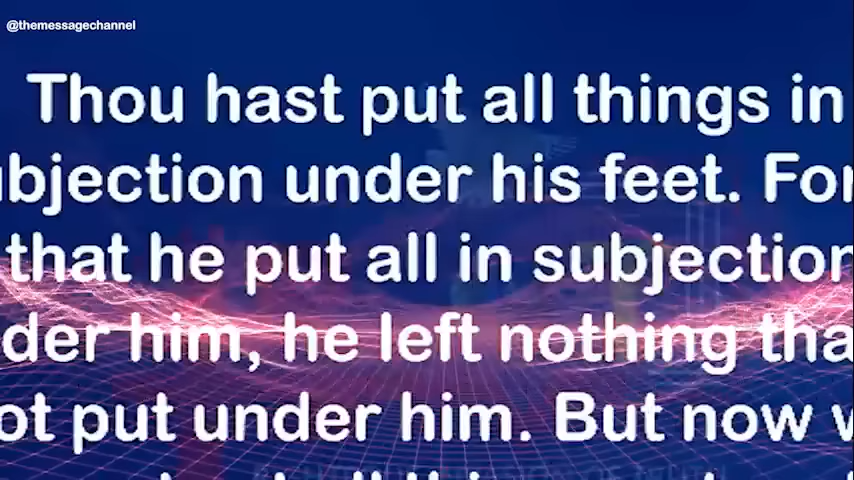 @themessagechannel
Thou hast put all things in
ubjection under his feet. For
that he put all in subjection
der him, he left nothing tha
ot put under him. But now w